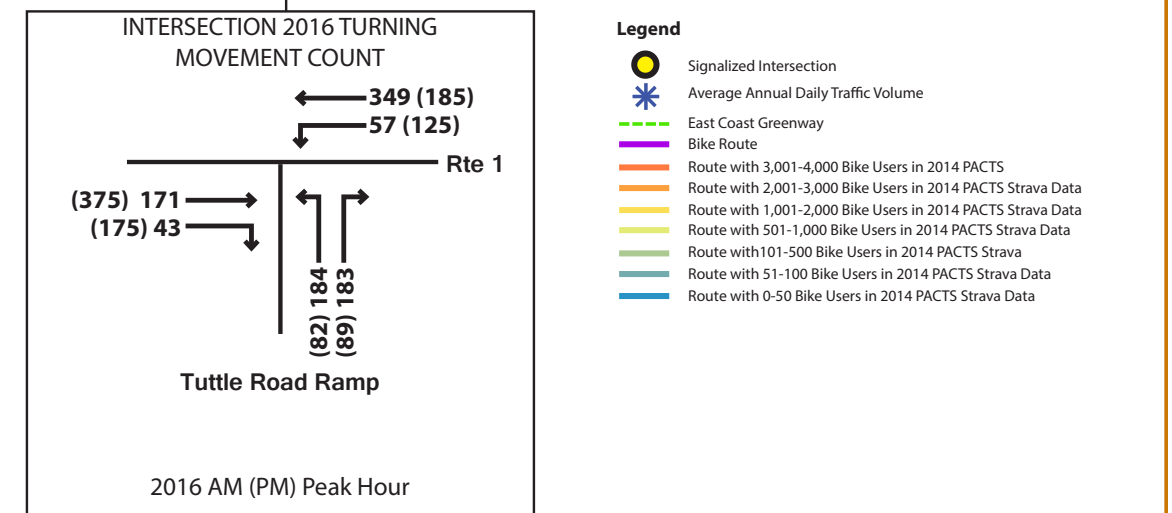 INTERSECTION 2016 TURNING
MOVEMENT COUNT
349 (185)
57 (125)
Rte 1
(375) 171
(175) 43
(82) 184
(89) 183
Tuttle Road Ramp
2016 AM (PM) Peak Hour
Legend
Signalized Intersection
Average Annual Daily Traffic Volume
East Coast Greenway
Bike Route
Route with 3,001-4,000 Bike Users in 2014 PACTS
Route with 2,001-3,000 Bike Users in 2014 PACTS Strava Data
Route with 1,001-2,000 Bike Users in 2014 PACTS Strava Data
Route with 501-1,000 Bike Users in 2014 PACTS Strava Data
Route with101-500 Bike Users in 2014 PACTS Strava
Route with 51-100 Bike Users in 2014 PACTS Strava Data
Route with 0-50 Bike Users in 2014 PACTS Strava Data